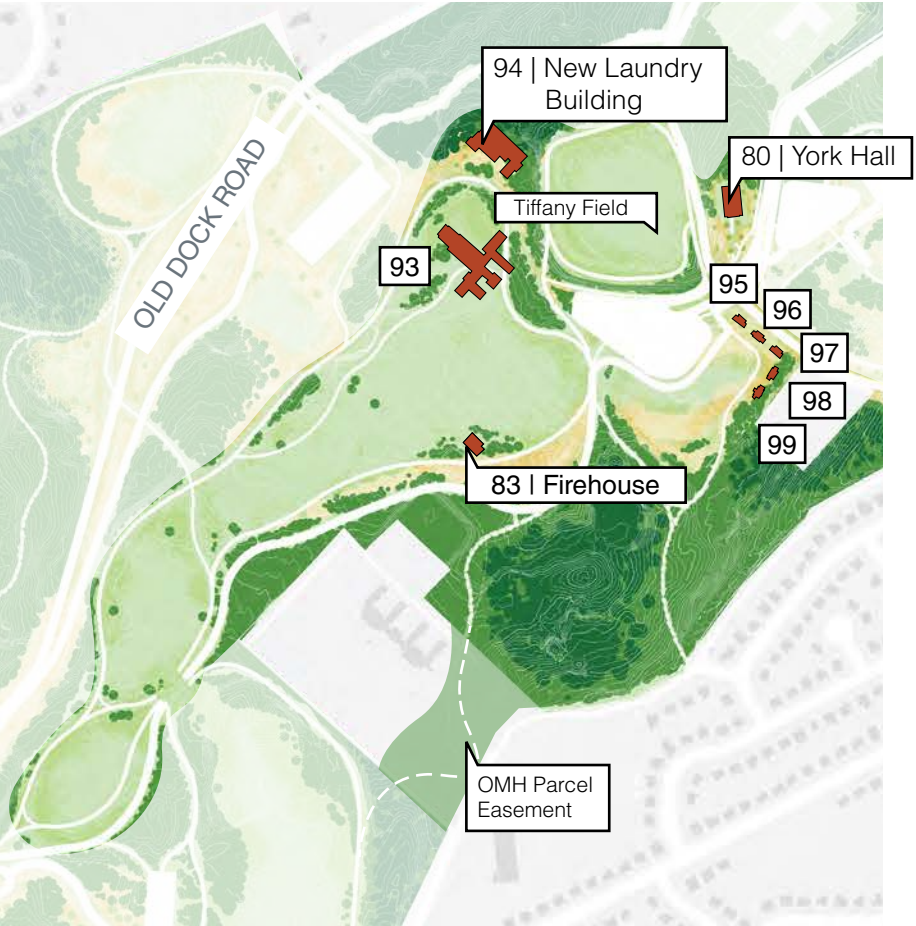 94 | New Laundry
Building
80 | York Hall
OLD DOCK ROAD
Tiffany Field
93
95
96
97
98
99
83 | Firehouse
OMH Parcel
Easement